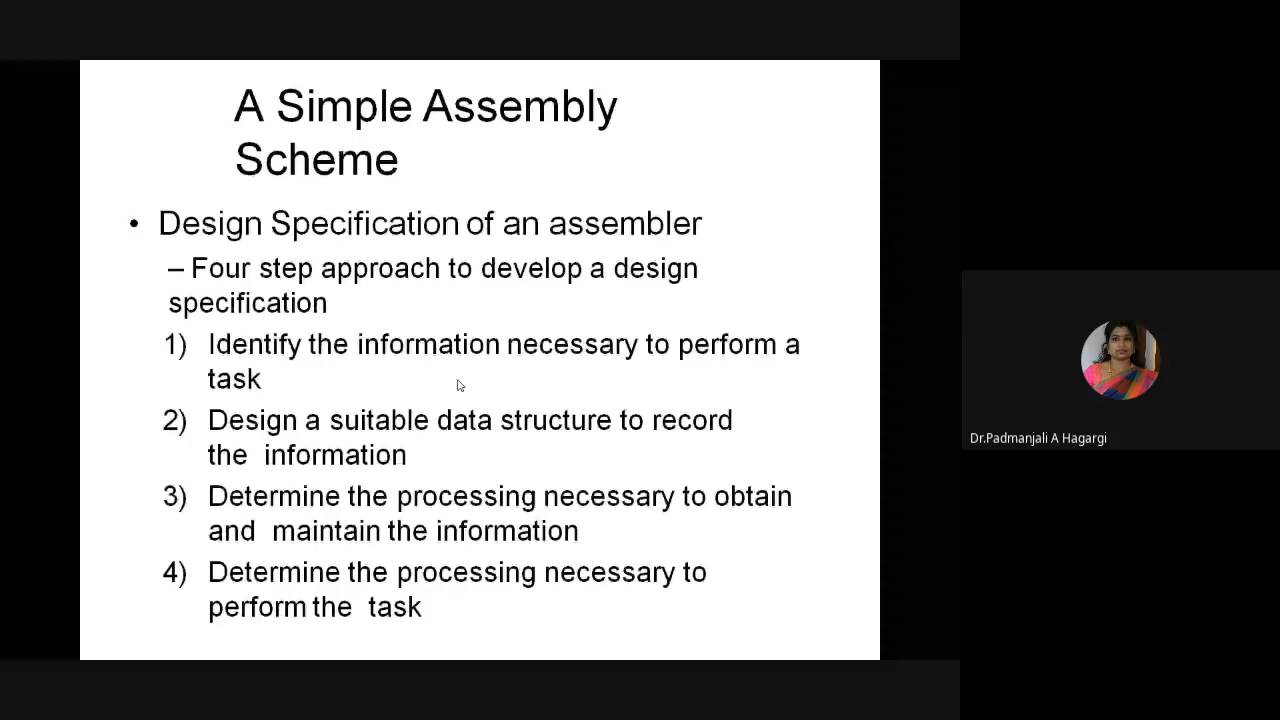 A Simple Assembly
Scheme
• Design Specification of an assembler
– Four step approach to develop a design
specification
1) Identify the information necessary to perform a
task
2) Design a suitable data structure to record
the information
3) Determine the processing necessary to obtain
and maintain the information
4) Determine the processing necessary to
perform the task
Dr.Padmanjali A Hagargi